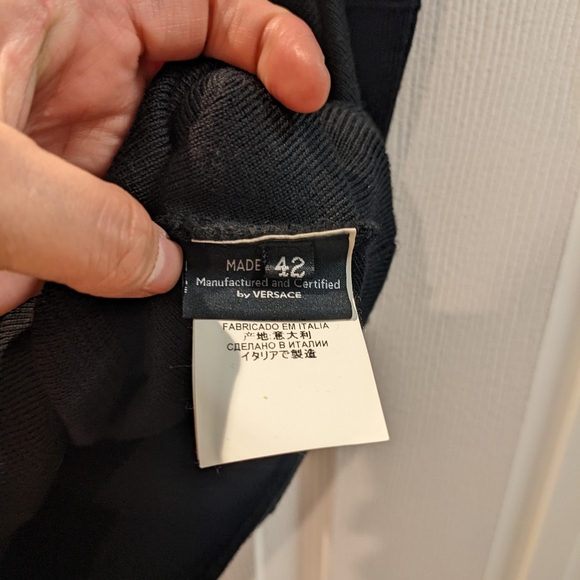 MADE 42
Manufactured and Certified
by VERSACE
FABRICADO EM ITALIA
产地:意大利
СДЕЛАНО В ИТАЛИИ
イタリアで製造